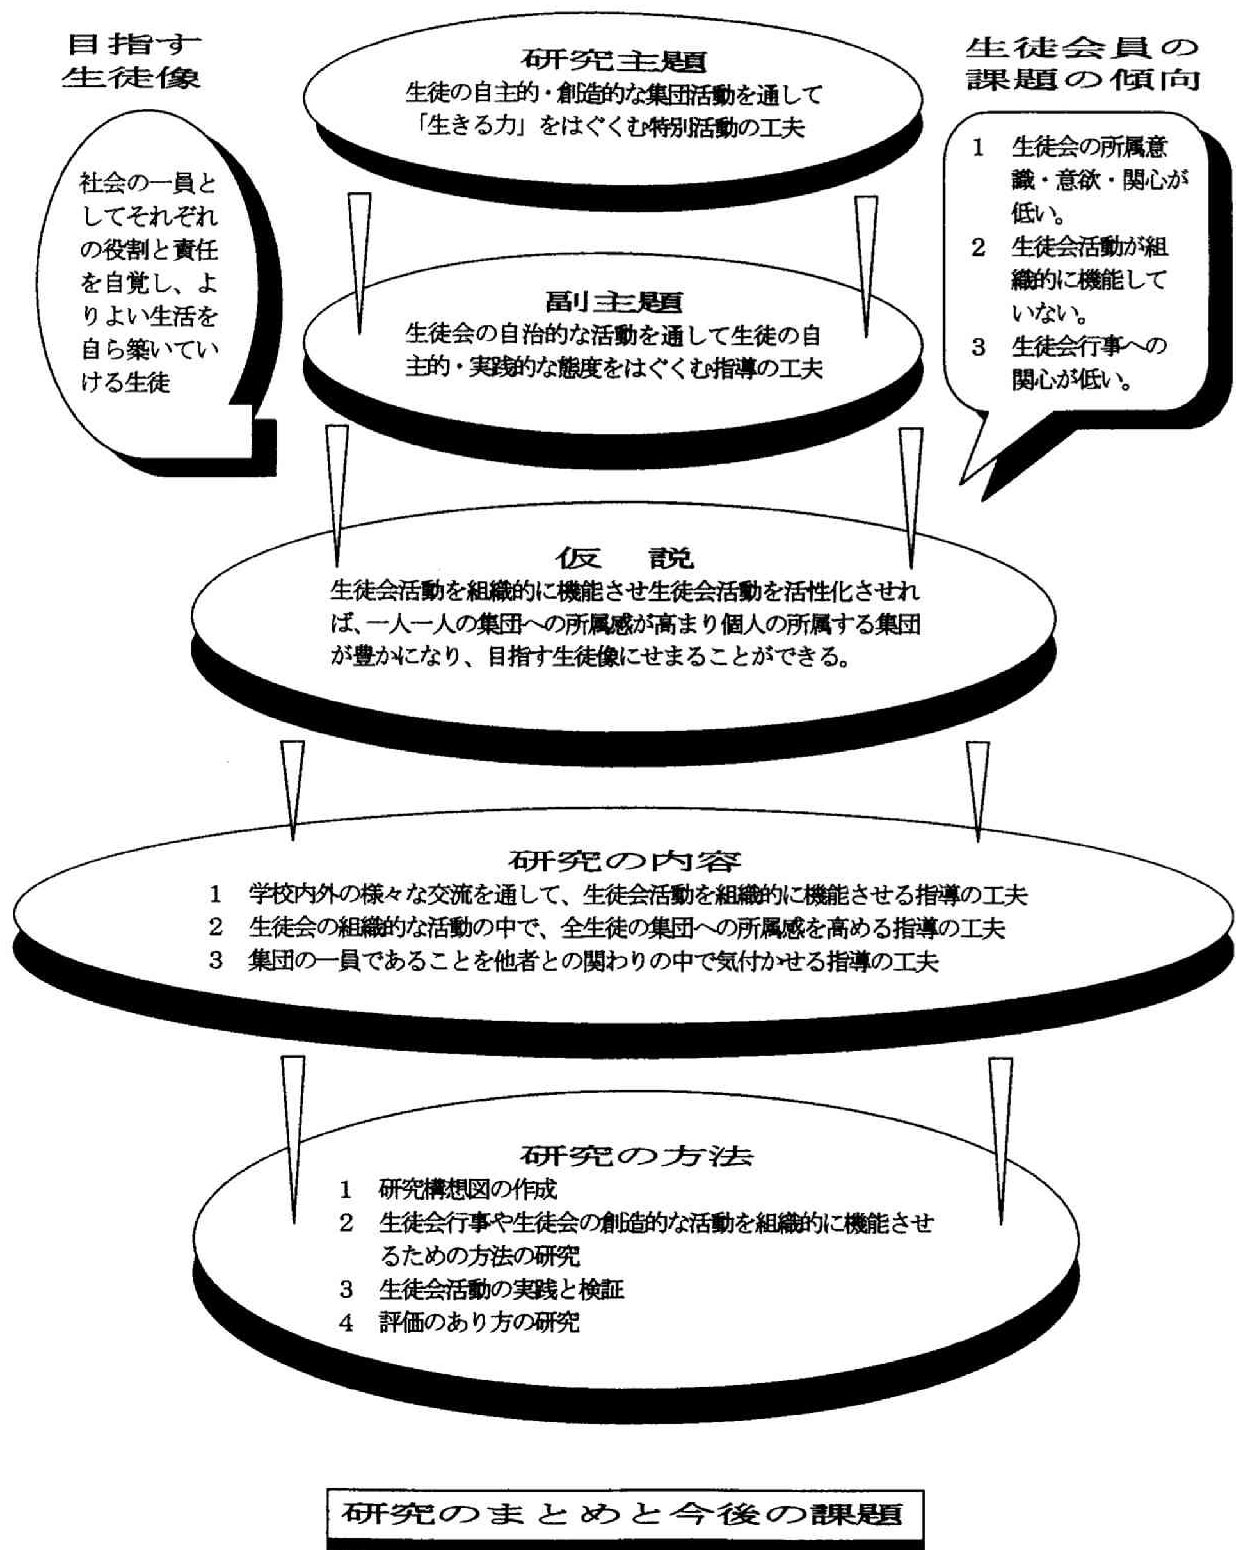 目指す
生徒像
社会の一員と
してそれぞれ
の役割と責任
を自覚し、よ
りよい生活を
自ら築いてい
ける生徒
研究主題
生徒の自主的・創造的な集団活動を通して
「生きる力」をはぐくむ特別活動の工夫
生徒会員の
課題の傾向
1 生徒会の所属意
識・意欲・関心が
低い。
2 生徒会活動が組
織的に機能して
いない。
3 生徒会行事への
関心が低い。
副主題
生徒会の自治的な活動を通して生徒の自
主的・実践的な態度をはぐくむ指導の工夫
仮 説
生徒会活動を組織的に機能させ生徒会活動を活性化させれ
ば、一人一人の集団への所属感が高まり個人の所属する集団
が豊かになり、目指す生徒像にせまることができる。
研究の内容
1 学校内外の様々な交流を通して、生徒会活動を組織的に機能させる指導の工夫
2 生徒会の組織的な活動の中で、全生徒の集団への所属感を高める指導の工夫
3 集団の一員であることを他者との関わりの中で気付かせる指導の工夫
研究の方法
1 研究構想図の作成
2 生徒会行事や生徒会の創造的な活動を組織的に機能させ
るための方法の研究
3 生徒会活動の実践と検証
4 評価のあり方の研究
研究のまとめと今後の課題